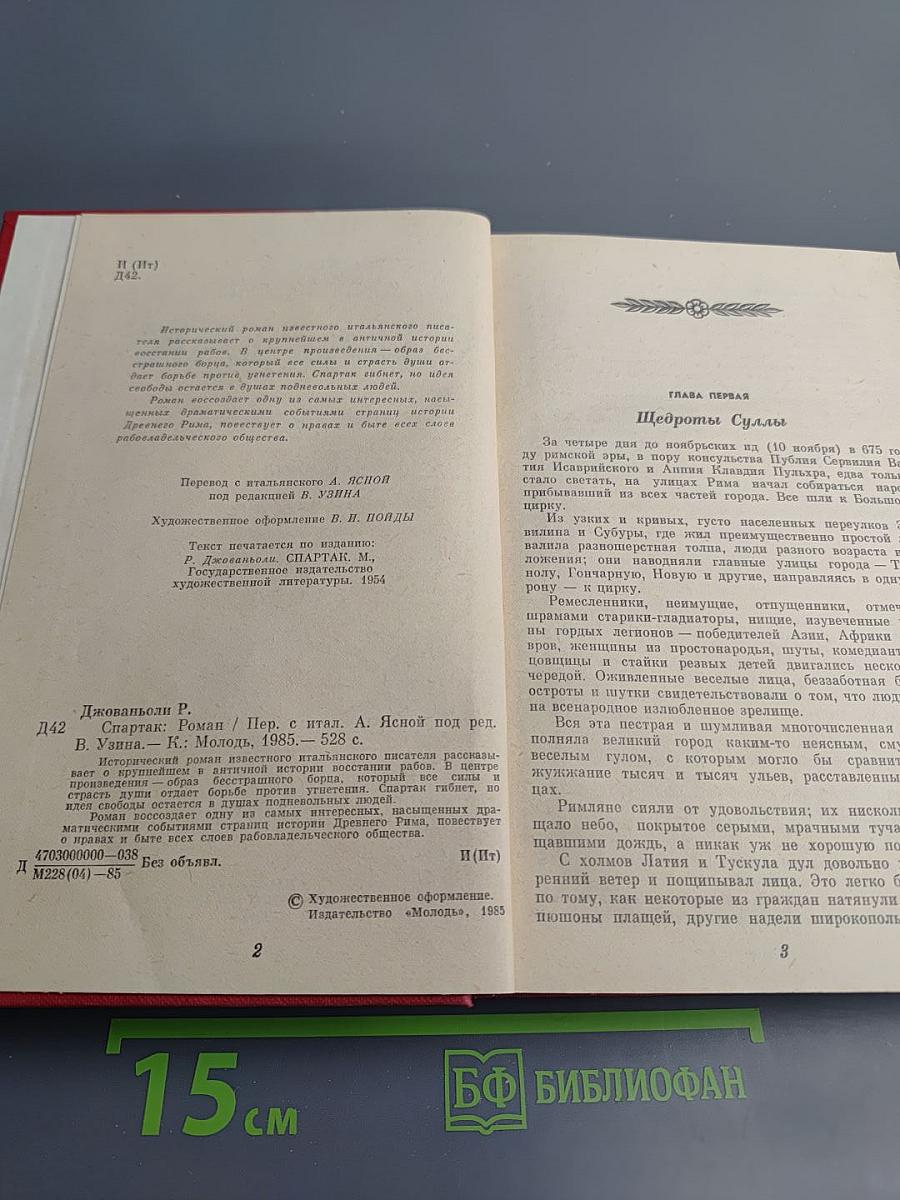 И (Ит)
Д42.
Исторический роман известного итальянского писа-
теля рассказывает о крупнейшем в античной истории
восстании рабов. В центре произведения — образ бес-
страшного борца, который все силы и страсть души от-
дает борьбе против угнетения. Спартак гибнет, но идея
свободы остается в душах подневольных людей.
Роман воссоздает одну из самых интересных, насы-
щенных драматическими событиями страниц истории
Древнего Рима, повествует о нравах и быте всех слоев
рабовладельческого общества.
Перевод с итальянского А. ЯСНОЙ
под редакцией В. УЗИНА
Художественное оформление В. И. ПОЙДЫ
Текст печатается по изданию:
Р. Джованьоли. СПАРТАК. М.,
Государственное издательство
художественной литературы. 1954
Джованьоли Р.
Д42 Спартак: Роман / Пер. с итал. А. Ясной под ред.
В. Узина.— К.: Молодь, 1985.— 528 с.
Исторический роман известного итальянского писателя рассказы-
вает о крупнейшем в античной истории восстании рабов. В центре
произведения — образ бесстрашного борца, который все силы и
страсть души отдает борьбе против угнетения. Спартак гибнет, но
идея свободы остается в душах подневольных людей.
Роман воссоздает одну из самых интересных, насыщенных дра-
матическими событиями страниц истории Древнего Рима, повествует
о нравах и быте всех слоев рабовладельческого общества.
Д 4703000000—038 Без объявл. И(Ит)
М228(04)—85
© Художественное оформление.
Издательство «Молодь», 1985
2
ГЛАВА ПЕРВАЯ
Щедроты Суллы
За четыре дня до ноябрьских ид (10 ноября) в 675 го
ду римской эры, в пору консульства Публия Сервилия Ва
тия Исаврийского и Аппия Клавдия Пульхра, едва толь
стало светать, на улицах Рима начал собираться наро
прибывавший из всех частей города. Все шли к Большо
цирку.
Из узких и кривых, густо населенных переулков Э
вилина и Субуры, где жил преимущественно простой
валила разношерстная толпа, люди разного возраста и
ложения; они наводняли главные улицы города — Т
нолу, Гончарную, Новую и другие, направляясь в одну
рону — к цирку.
Ремесленники, неимущие, отпущенники, отмеч
шрамами старики-гладиаторы, нищие, изувеченные
ны гордых легионов — победителей Азии, Африки
вров, женщины из простонародья, шуты, комедиант
цовщицы и стайки резвых детей двигались неско
чередой. Оживленные веселые лица, беззаботная б
остроты и шутки свидетельствовали о том, что люд
на всенародное излюбленное зрелище.
Вся эта пестрая и шумливая многочисленная
полняла великий город каким-то неясным, сму
веселым гулом, с которым могло бы сравнит
жужжание тысяч и тысяч ульев, расставленны
цах.
Римляне сияли от удовольствия; их нисколь
щало небо, покрытое серыми, мрачными туча
щавшими дождь, а никак уж не хорошую по
С холмов Латия и Тускула дул довольно
ренний ветер и пощипывал лица. Это легко б
по тому, как некоторые из граждан натянули
пюшоны плащей, другие надели широкополь
3
15 см
БФ БИБЛИОФАН